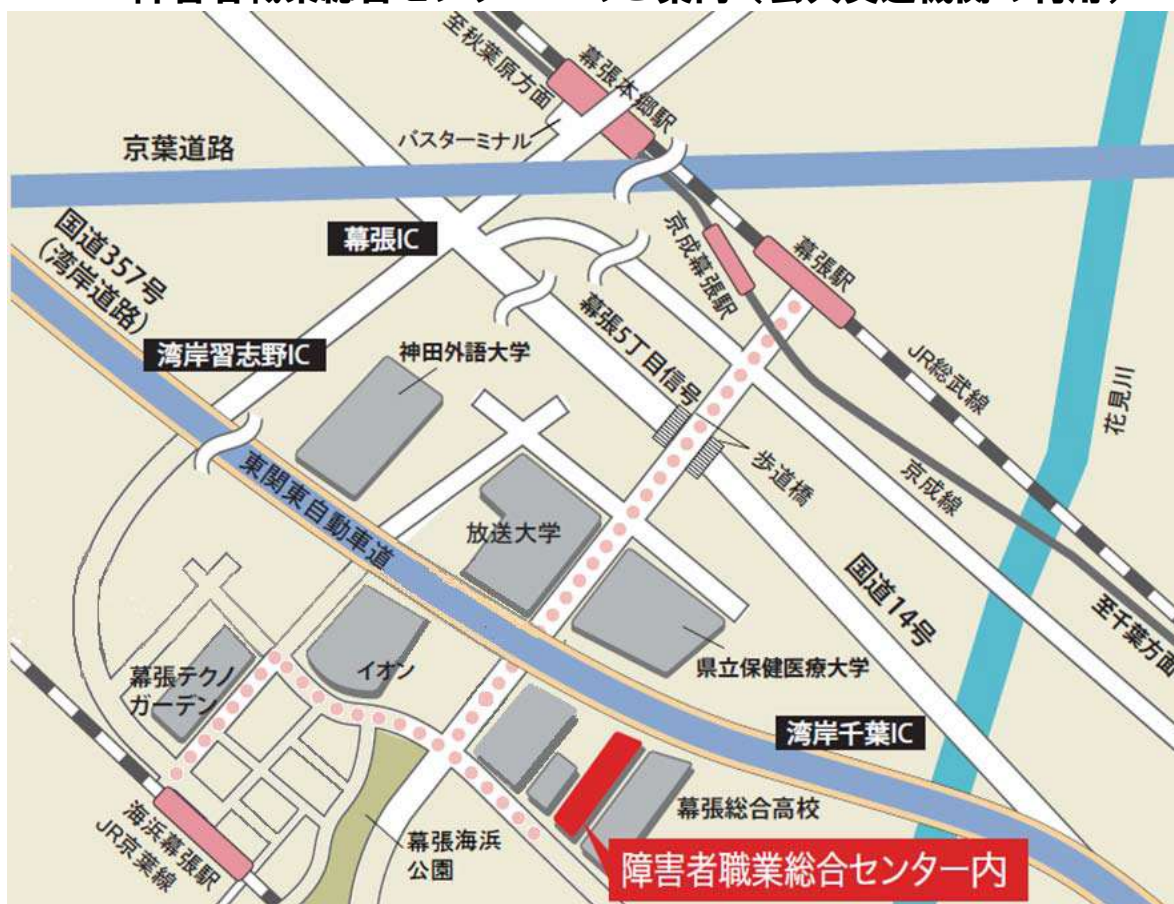 至秋葉原方面
幕張本郷駅
バスターミナル
京葉道路
国道357号
(湾岸道路)
幕張IC
京成幕張駅
幕張駅
湾岸習志野IC
神田外語大学
幕張5丁目信号
JR総武線
花見川
歩道橋
京成線
東関東自動車道
放送大学
国道14号
至千葉方面
幕張テクノ
ガーデン
イオン
県立保健医療大学
湾岸千葉IC
海浜幕張駅
JR京葉線
幕張海浜
公園
幕張総合高校
障害者職業総合センター内